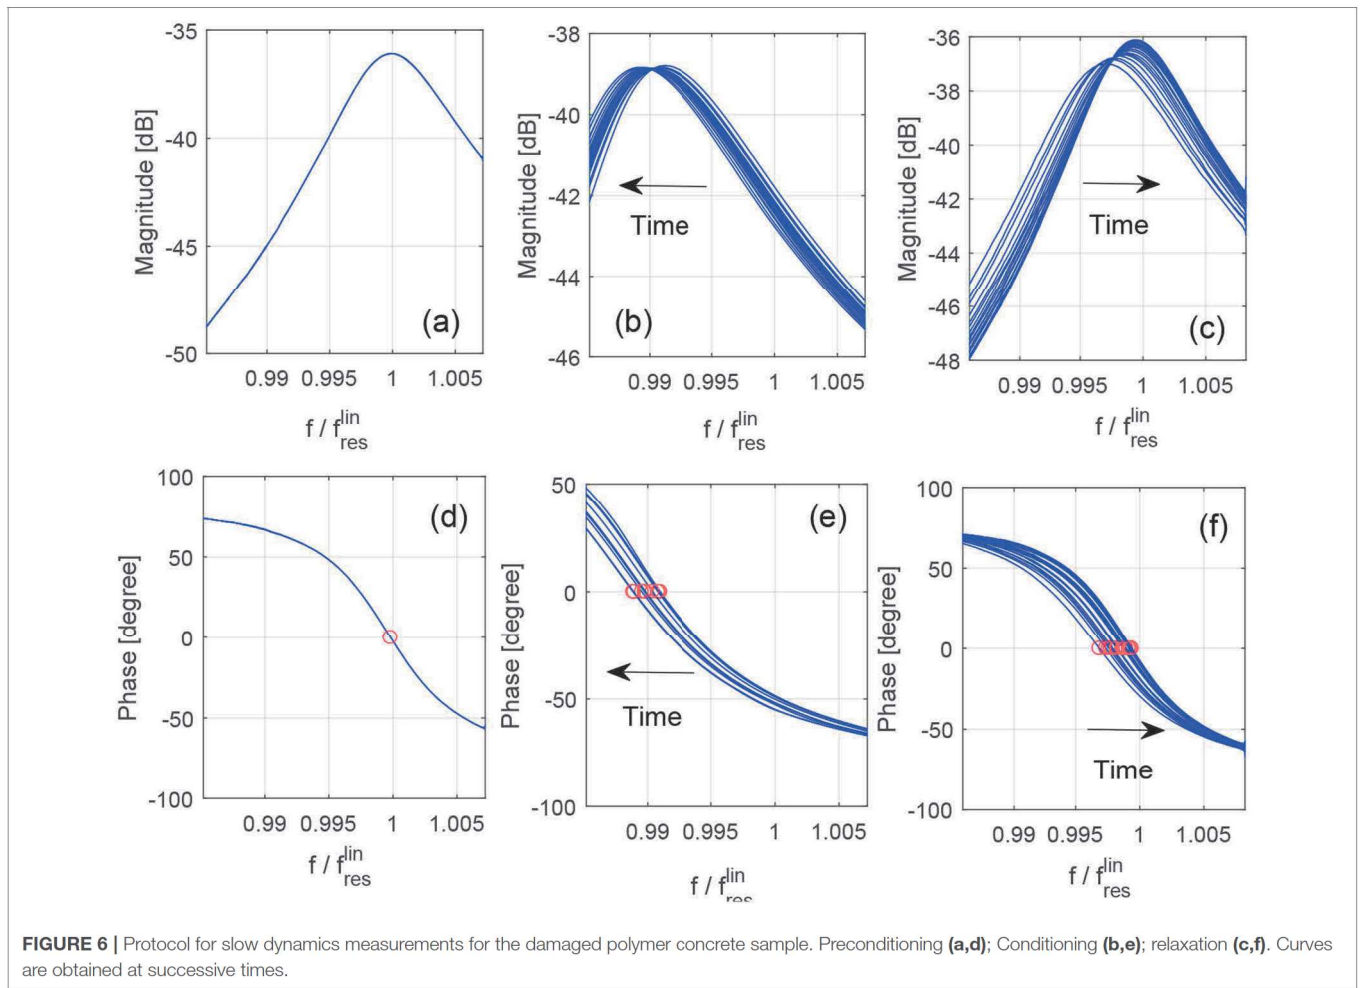 -35
-40
-45
-50
Magnitude [dB]
(a)
0.99 0.995 1 1.005
f / f_res^lin
-38
-40
-42
-44
-46
Magnitude [dB]
Time
(b)
0.99 0.995 1 1.005
f / f_res^lin
-36
-38
-40
-42
-44
-46
-48
Magnitude [dB]
Time
(c)
0.99 0.995 1 1.005
f / f_res^lin
100
50
0
-50
-100
Phase [degree]
(d)
0.99 0.995 1 1.005
f / f_res^lin
50
0
-50
-100
Phase [degree]
(e)
Time
0.99 0.995 1 1.005
f / f_res^lin
100
50
0
-50
-100
Phase [degree]
(f)
Time
0.99 0.995 1 1.005
f / f_res^lin
FIGURE 6 | Protocol for slow dynamics measurements for the damaged polymer concrete sample. Preconditioning (a,d); Conditioning (b,e); relaxation (c,f). Curves
are obtained at successive times.